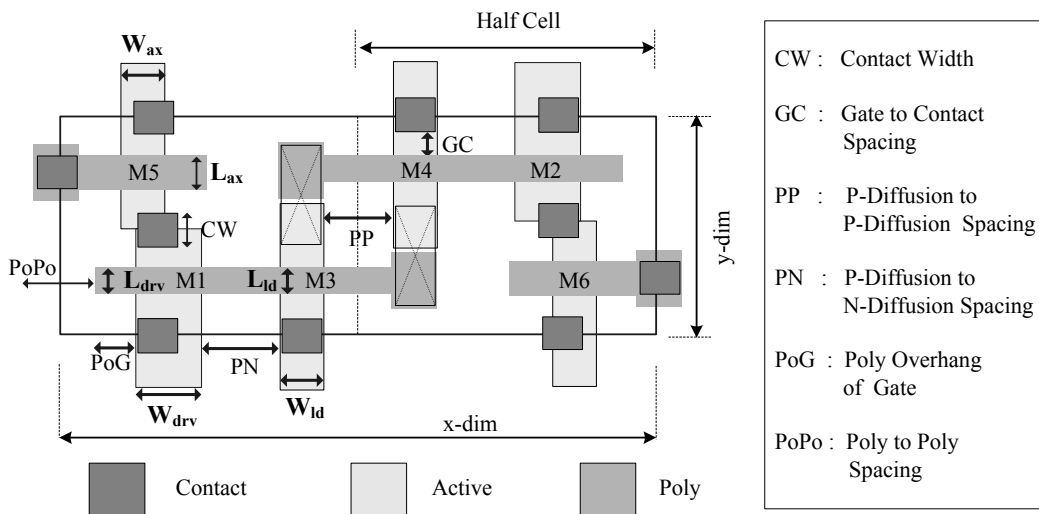 Half Cell
W_ax
GC
M5
L_ax
M4
M2
CW
PP
y-dim
PoPo
L_drv
M1
L_ld
M3
M6
PoG
PN
W_drv
W_ld
x-dim
Contact
Active
Poly
CW : Contact Width
GC : Gate to Contact
Spacing
PP : P-Diffusion to
P-Diffusion Spacing
PN : P-Diffusion to
N-Diffusion Spacing
PoG : Poly Overhang
of Gate
PoPo : Poly to Poly
Spacing